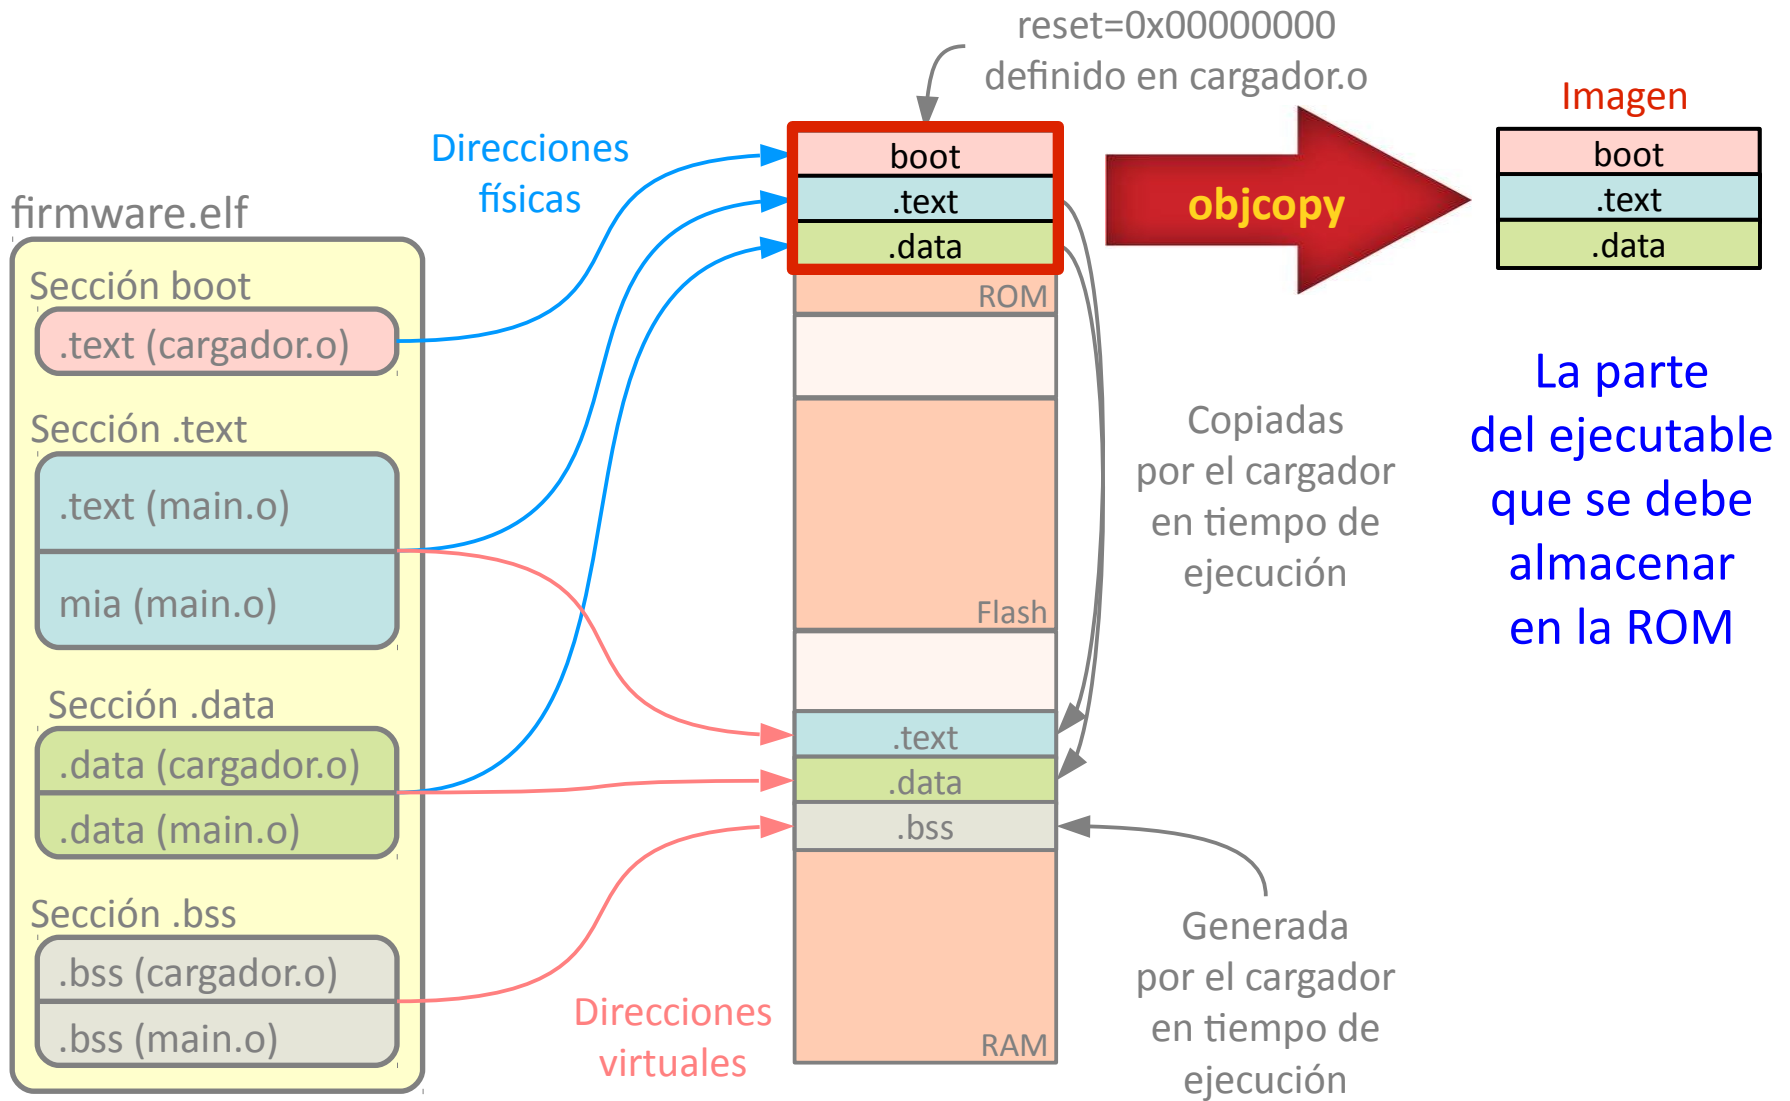 reset=0x00000000
definido en cargador.o
Imagen
Direcciones
físicas
boot
.text
.data
ROM
objcopy
boot
.text
.data
firmware.elf
Sección boot
.text (cargador.o)
Sección .text
.text (main.o)
mia (main.o)
Sección .data
.data (cargador.o)
.data (main.o)
Sección .bss
.bss (cargador.o)
.bss (main.o)
Flash
.text
.data
.bss
RAM
Direcciones
virtuales
Copiadas
por el cargador
en tiempo de
ejecución
Generada
por el cargador
en tiempo de
ejecución
La parte
del ejecutable
que se debe
almacenar
en la ROM